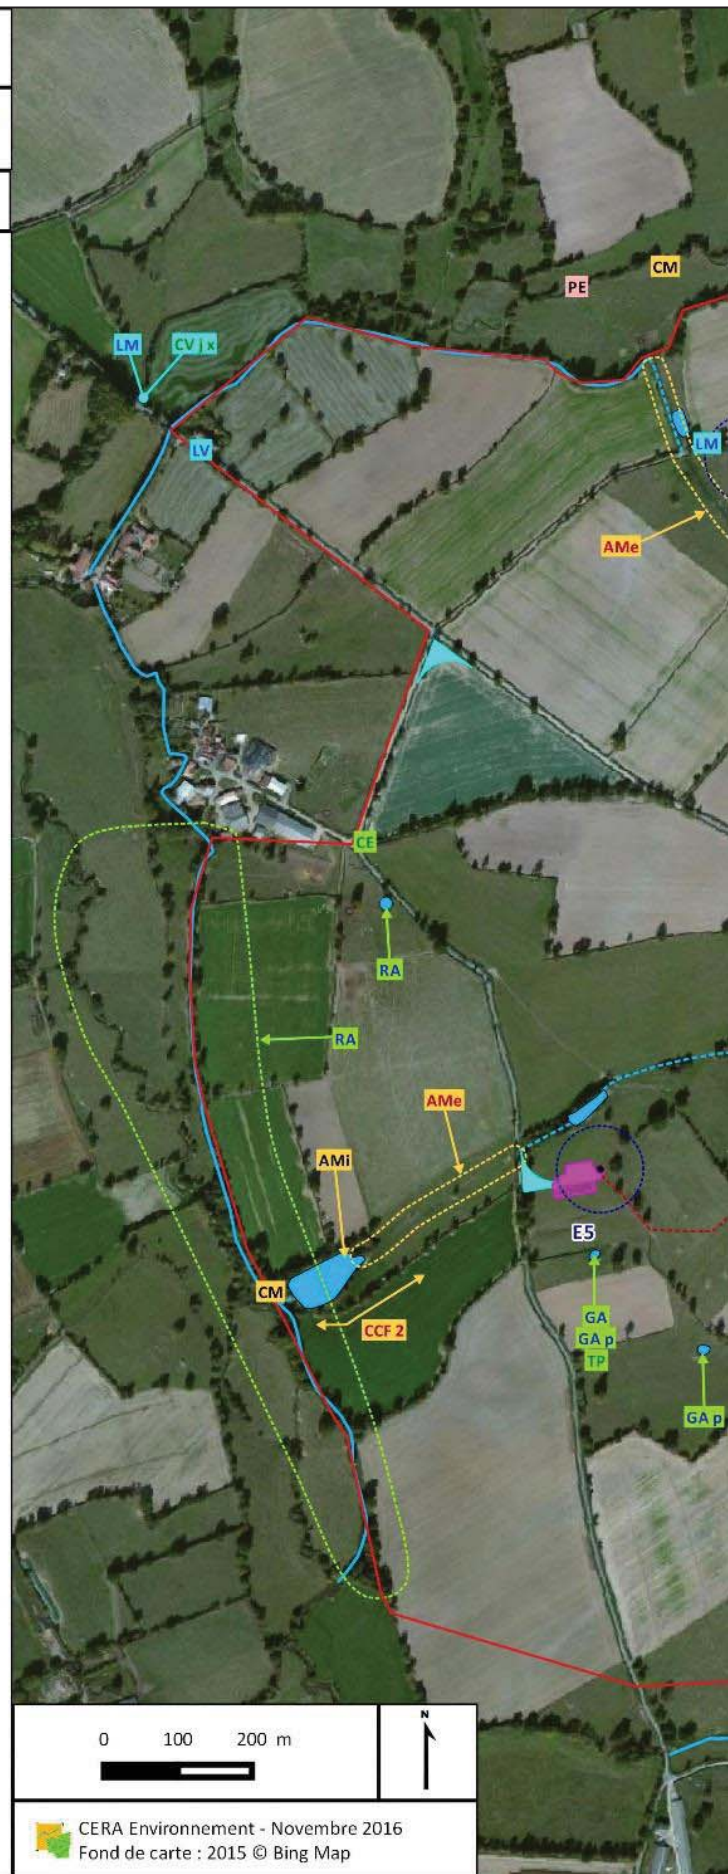 CM
PE
LM
CV j x
LV
LM
AMe
CE
RA
RA
AMe
AMi
E5
CM
CCF 2
GA
GA p
TP
GA p
0 100 200 m
N
CERA Environnement - Novembre 2016
Fond de carte : 2015 © Bing Map